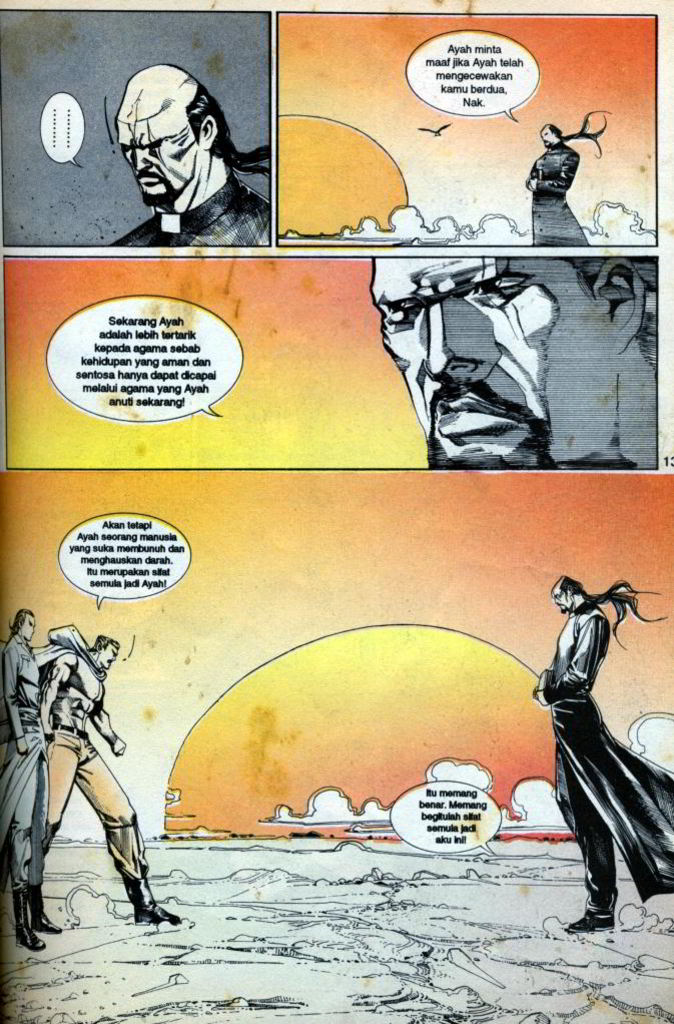 .......
.......
Ayah minta
maaf jika Ayah telah
mengecewakan
kamu berdua,
Nak.
Sekarang Ayah
adalah lebih tertarik
kepada agama sebab
kehidupan yang aman dan
sentosa hanya dapat dicapai
melalui agama yang Ayah
anuti sekarang!
13
Akan tetapi
Ayah seorang manusia
yang suka membunuh dan
menghauskan darah.
Itu merupakan sifat
semula jadi Ayah!
Itu memang
benar. Memang
begitulah sifat
semula jadi
aku ini!